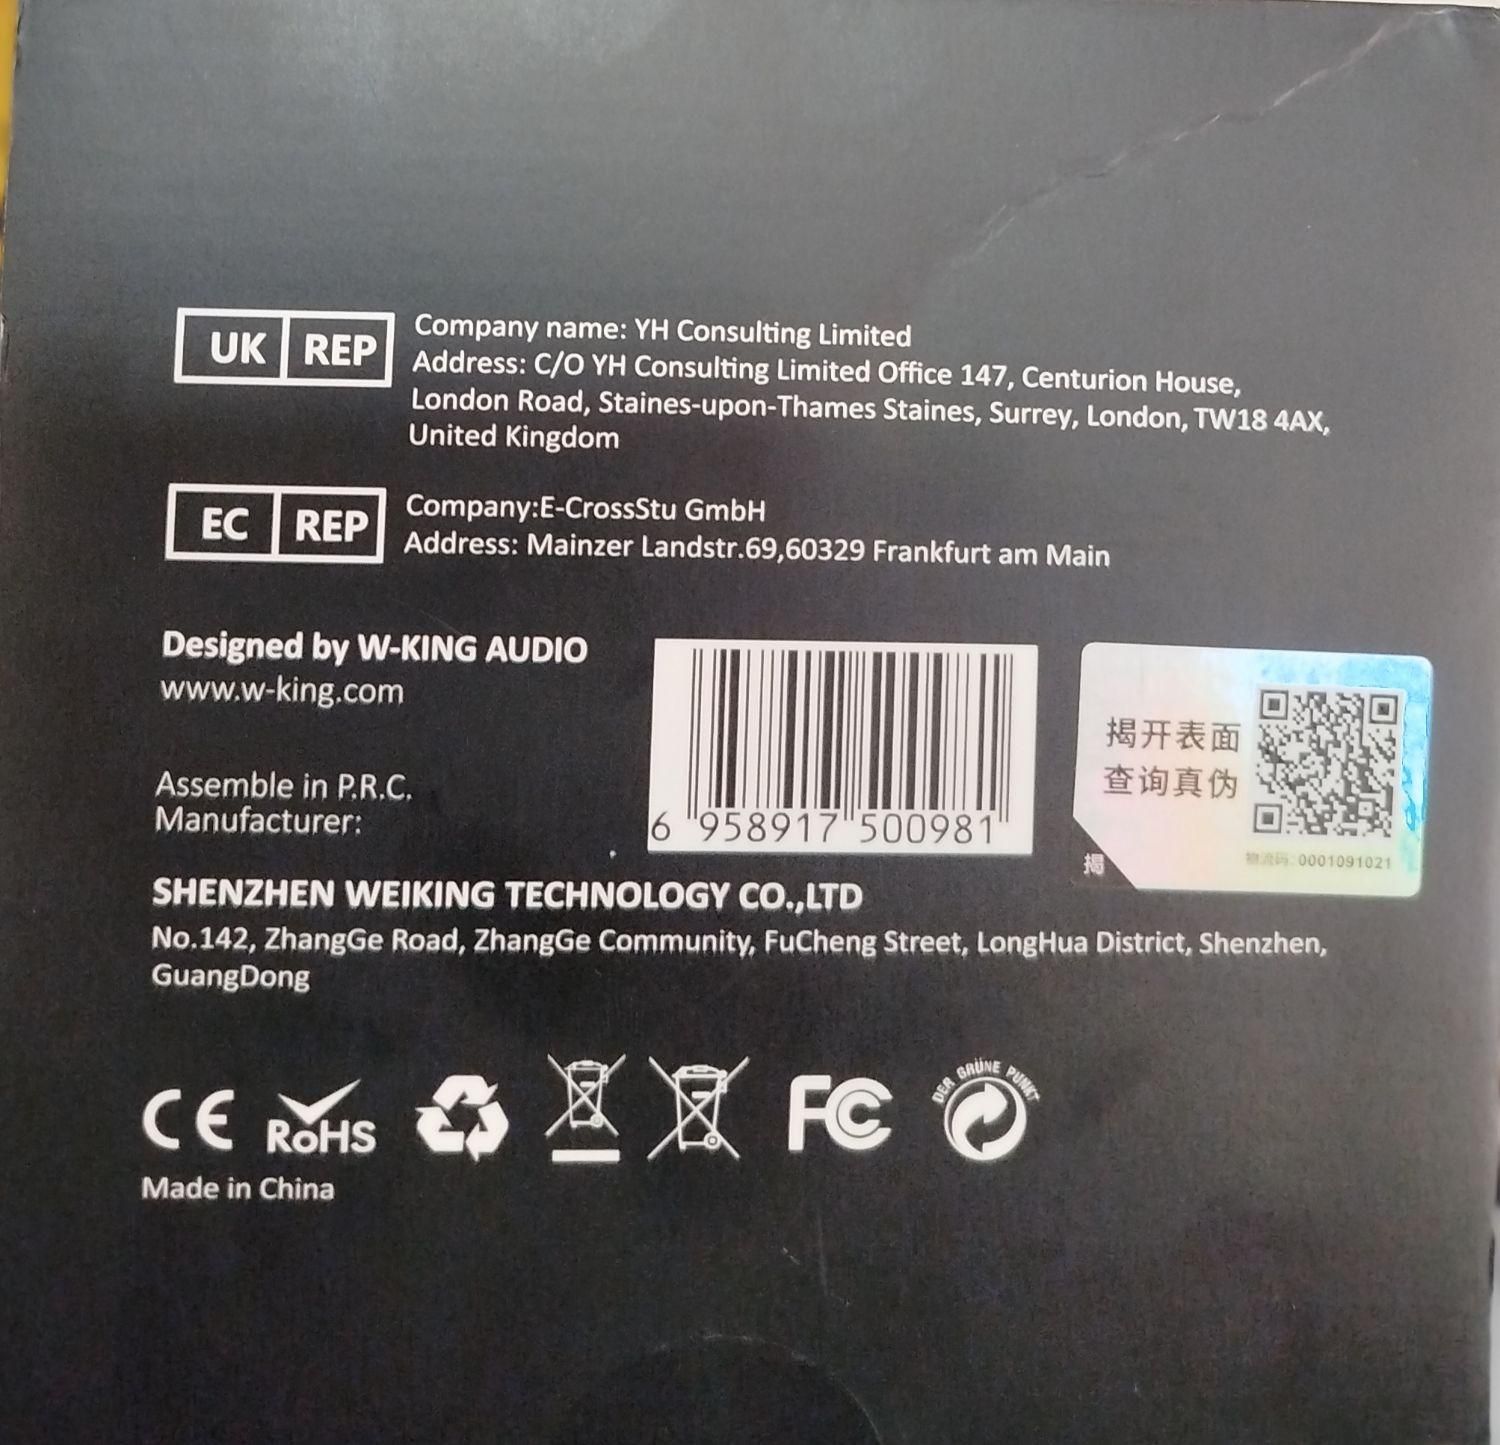 UK REP
Company name: YH Consulting Limited
Address: C/O YH Consulting Limited Office 147, Centurion House,
London Road, Staines-upon-Thames Staines, Surrey, London, TW18 4AX,
United Kingdom
EC REP
Company:E-CrossStu GmbH
Address: Mainzer Landstr.69,60329 Frankfurt am Main
Designed by W-KING AUDIO
www.w-king.com
Assemble in P.R.C.
Manufacturer:
6 958917 500981
揭开表面
查询真伪
揭
物流码:0001091021
SHENZHEN WEIKING TECHNOLOGY CO.,LTD
No.142, ZhangGe Road, ZhangGe Community, FuCheng Street, LongHua District, Shenzhen,
GuangDong
CE RoHS FC DER GRÜNE PUNKT
Made in China